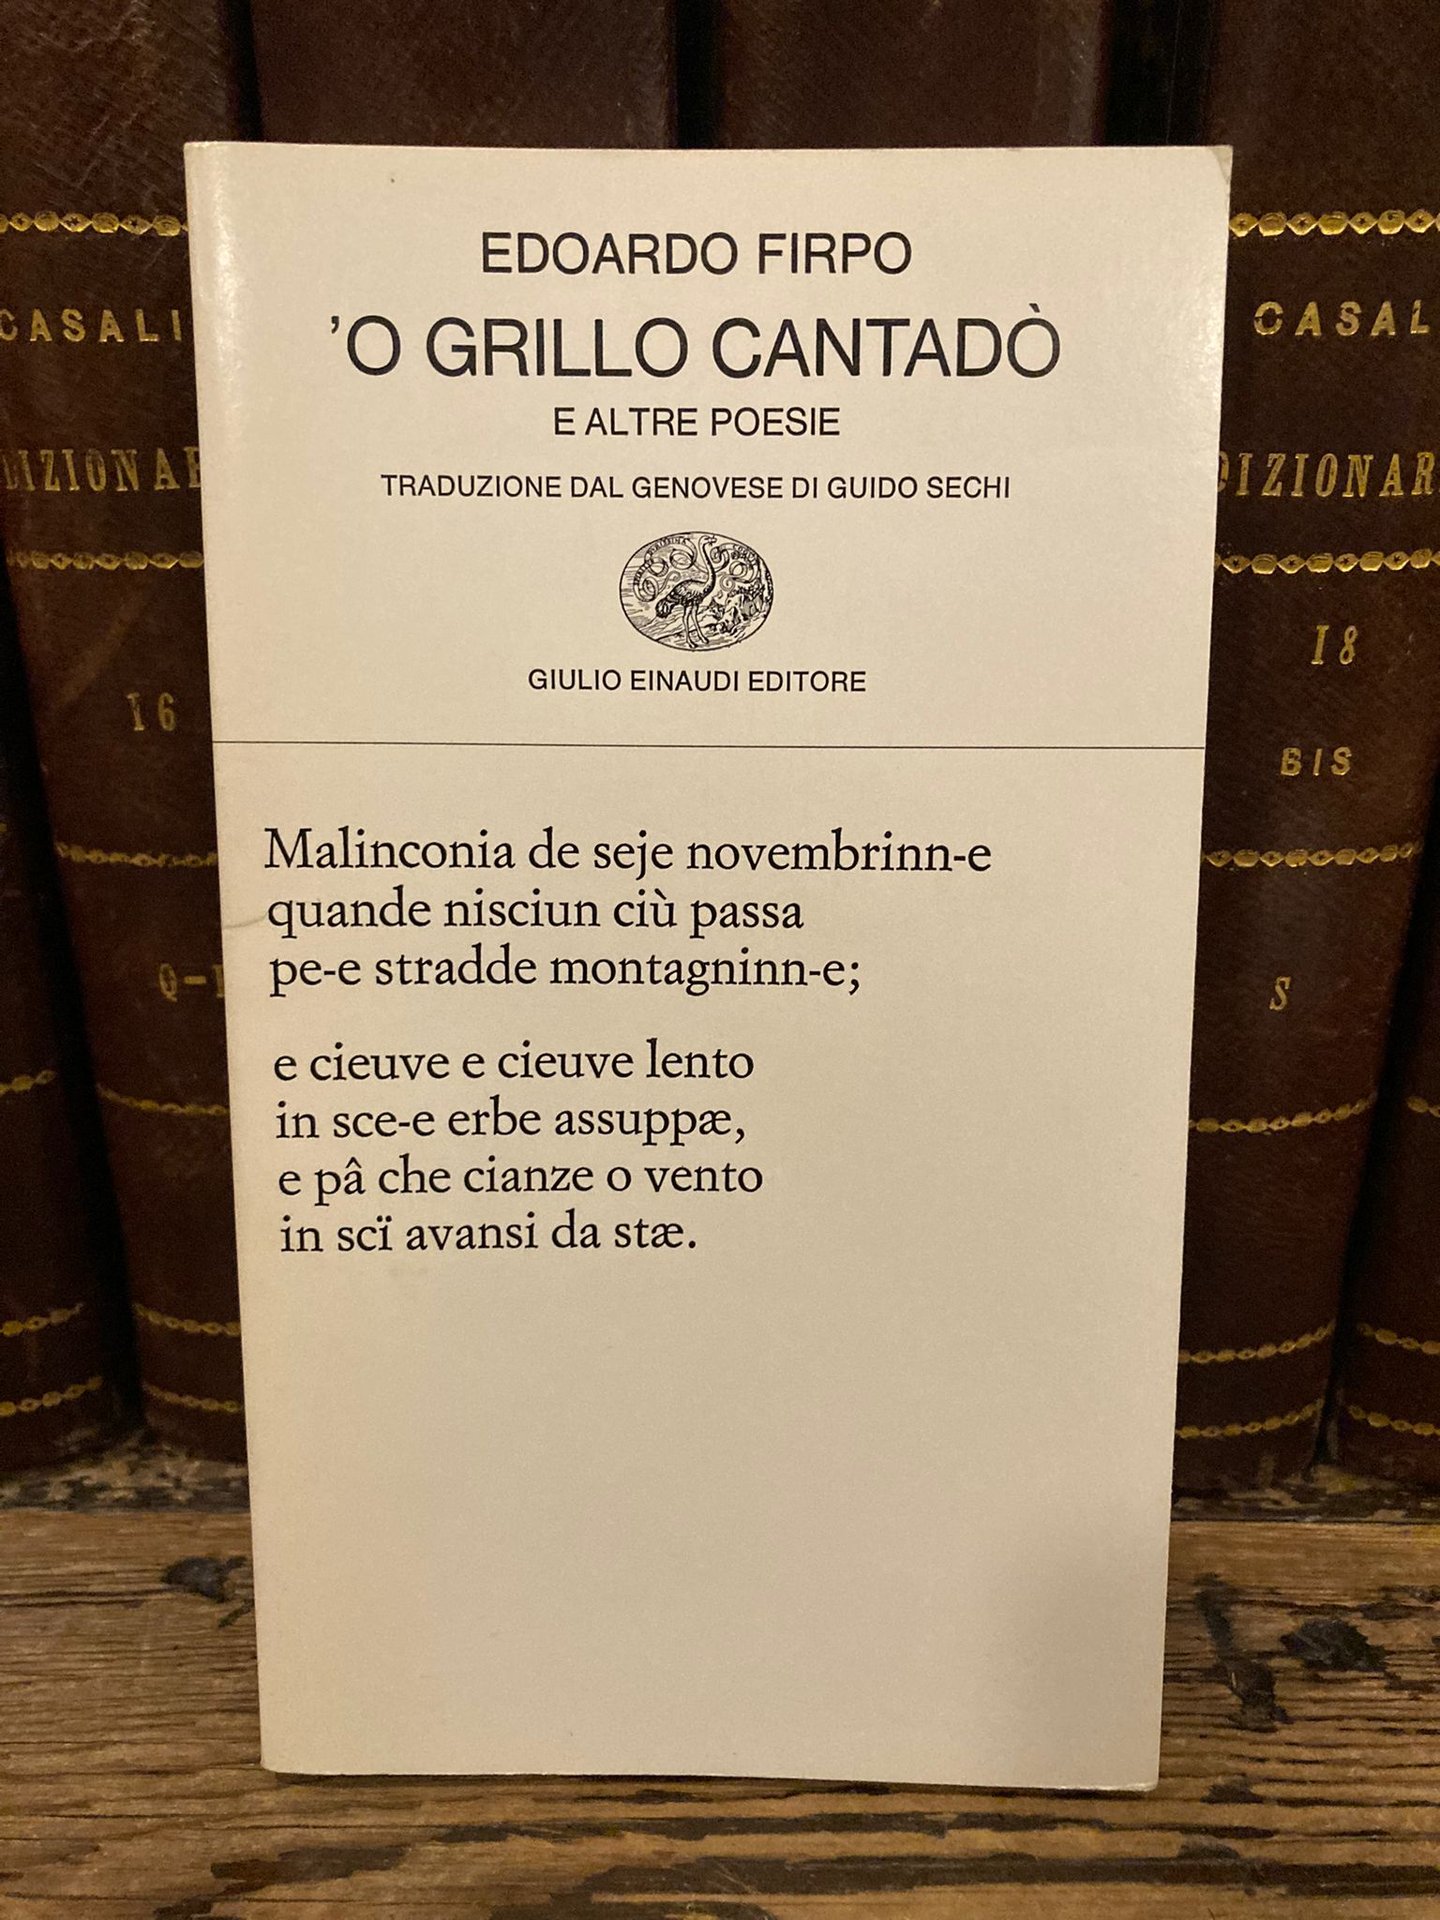 EDOARDO FIRPO
'O GRILLO CANTADÒ
E ALTRE POESIE
TRADUZIONE DAL GENOVESE DI GUIDO SECHI
GIULIO EINAUDI EDITORE
Malinconia de seje novembrinn-e
quande nisciun ciù passa
pe-e stradde montagninn-e;
e cieuve e cieuve lento
in sce-e erbe assuppæ,
e pâ che cianze o vento
in scï avansi da stæ.
CASALI
DIZIONAR
16
CASAL
DIZIONAR
18
BIS
S